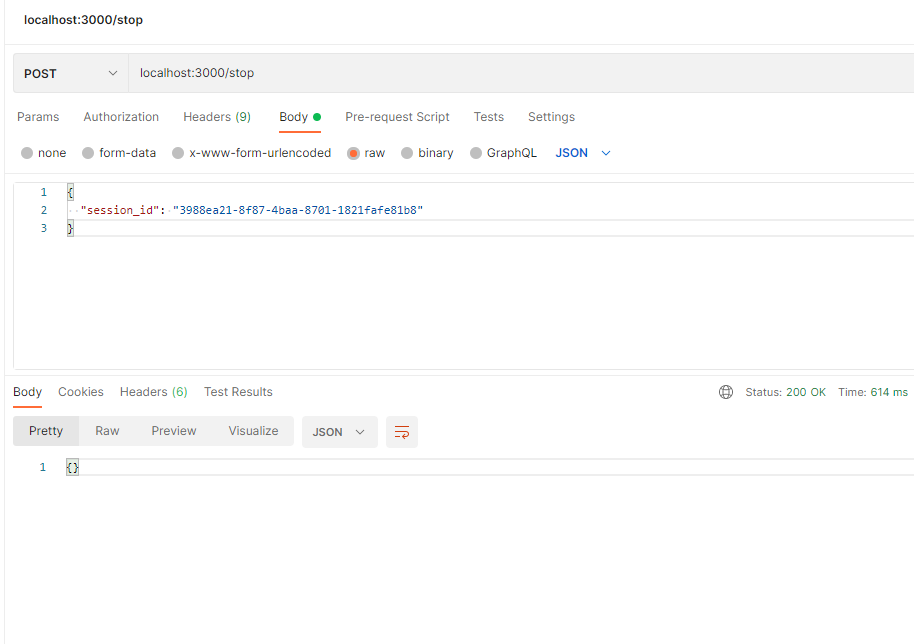 localhost:3000/stop
POST localhost:3000/stop
Params Authorization Headers (9) Body Pre-request Script Tests Settings
none form-data x-www-form-urlencoded raw binary GraphQL JSON
1 {
2 "session_id": "3988ea21-8f87-4baa-8701-1821fafe81b8"
3 }
Body Cookies Headers (6) Test Results Status: 200 OK Time: 614 ms
Pretty Raw Preview Visualize JSON
1 {}